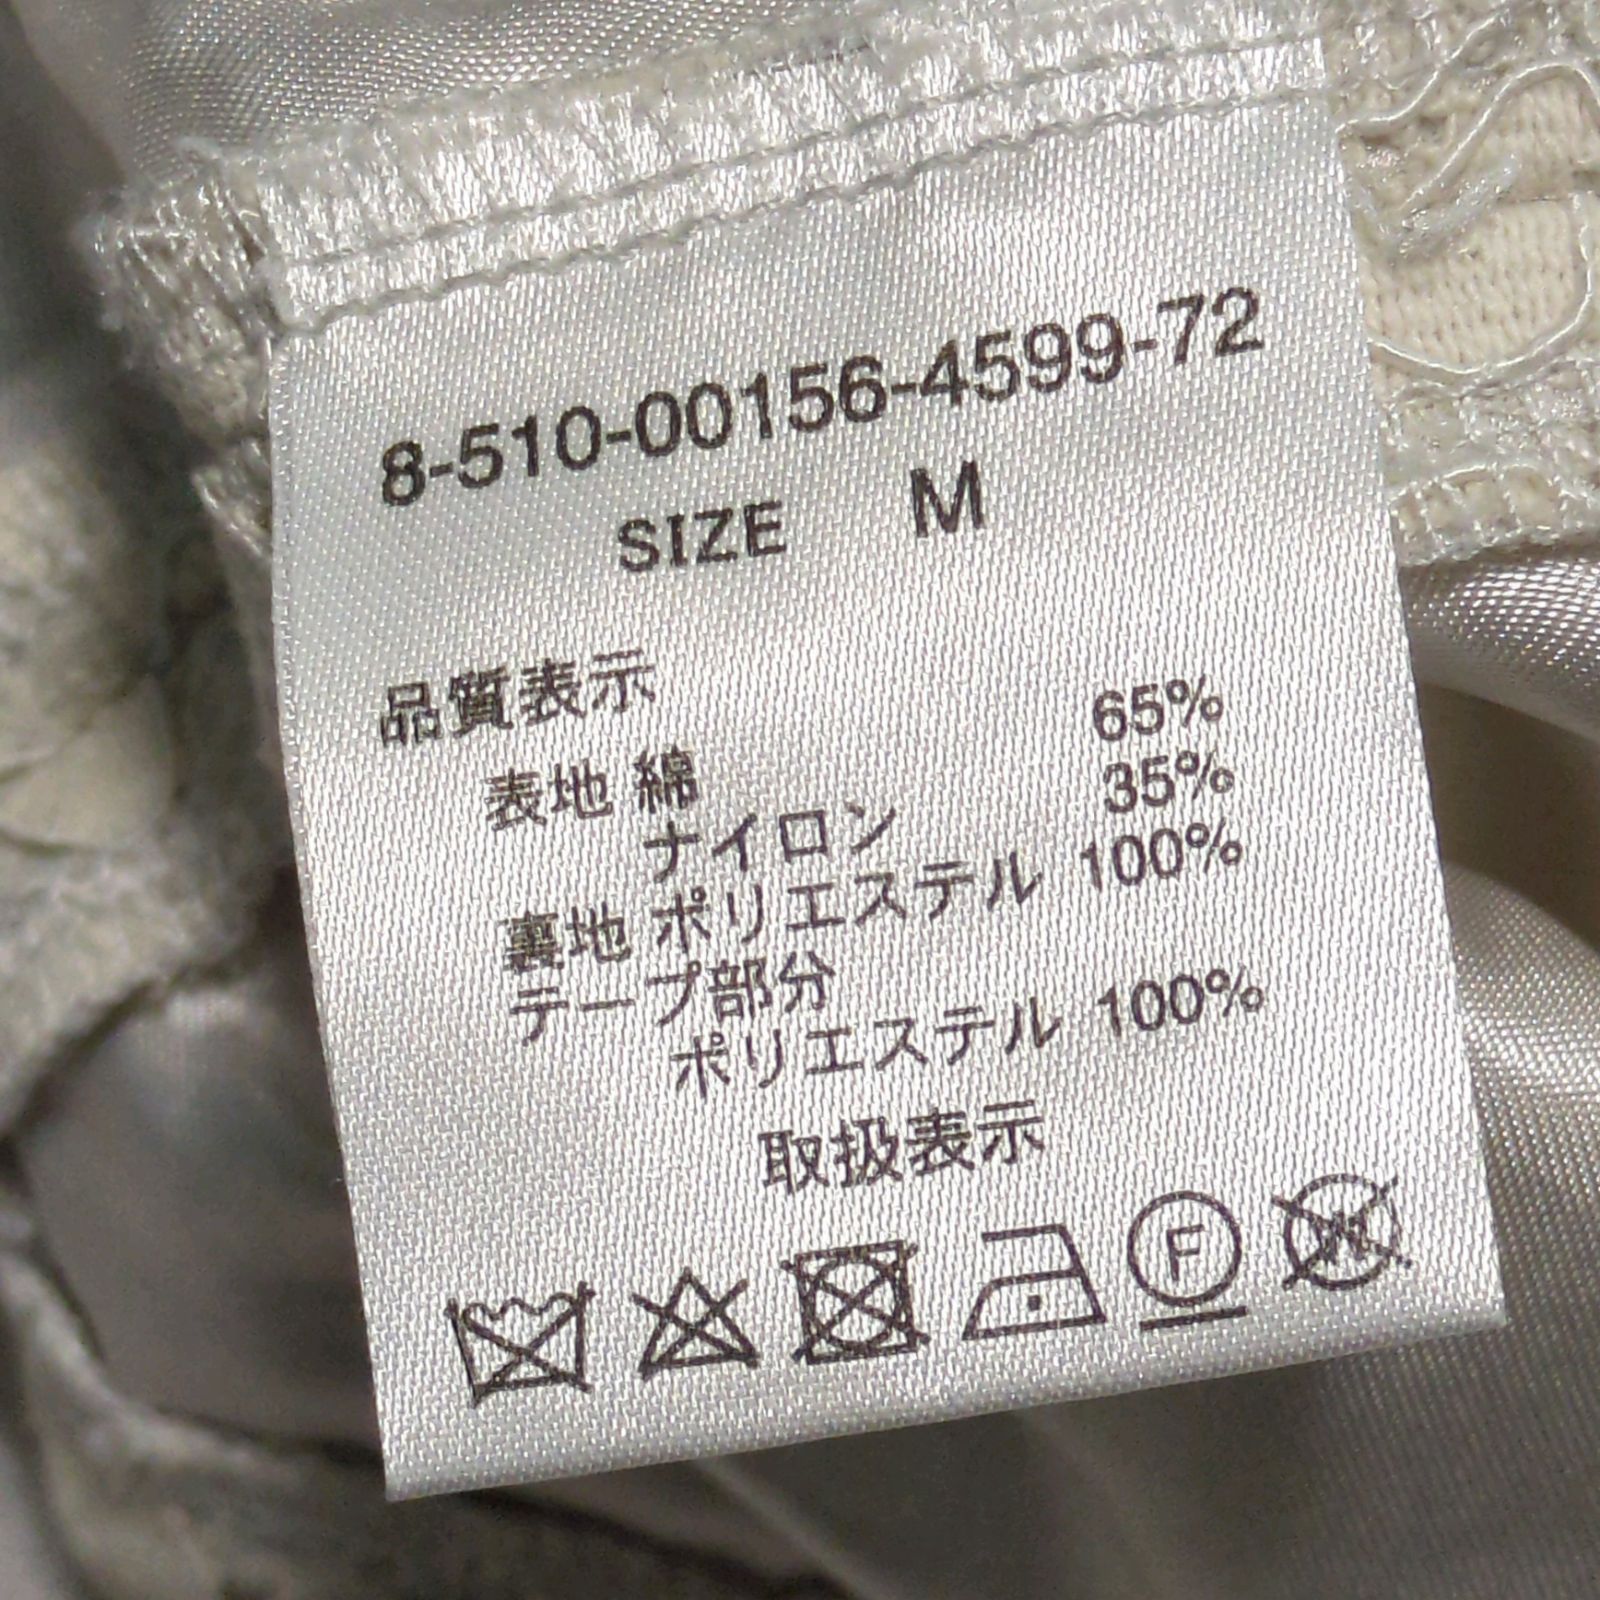 8-510-00156-4599-72
SIZE M
品質表示
表地 綿 65%
ナイロン 35%
裏地 ポリエステル 100%
テープ部分
ポリエステル 100%
取扱表示
F
W